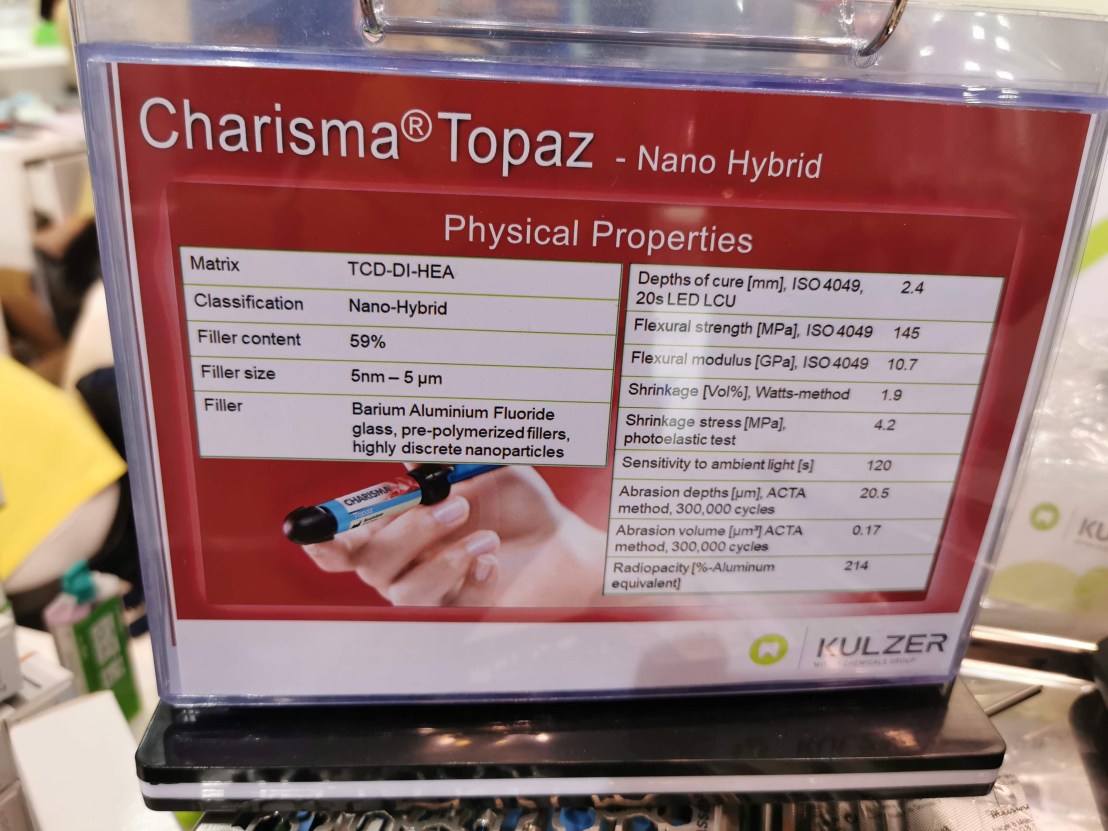 Charisma® Topaz - Nano Hybrid
Physical Properties
Matrix TCD-DI-HEA
Classification Nano-Hybrid
Filler content 59%
Filler size 5nm – 5 µm
Filler Barium Aluminium Fluoride
glass, pre-polymerized fillers,
highly discrete nanoparticles
Depths of cure [mm], ISO 4049, 2.4
20s LED LCU
Flexural strength [MPa], ISO 4049 145
Flexural modulus [GPa], ISO 4049 10.7
Shrinkage [Vol%], Watts-method 1.9
Shrinkage stress [MPa], 4.2
photoelastic test
Sensitivity to ambient light [s] 120
Abrasion depths [µm], ACTA 20.5
method, 300,000 cycles
Abrasion volume [µm³] ACTA 0.17
method, 300,000 cycles
Radiopacity [%-Aluminum 214
equivalent]
CHARISMA
Topaz
KULZER
MITSUI CHEMICALS GROUP
KU